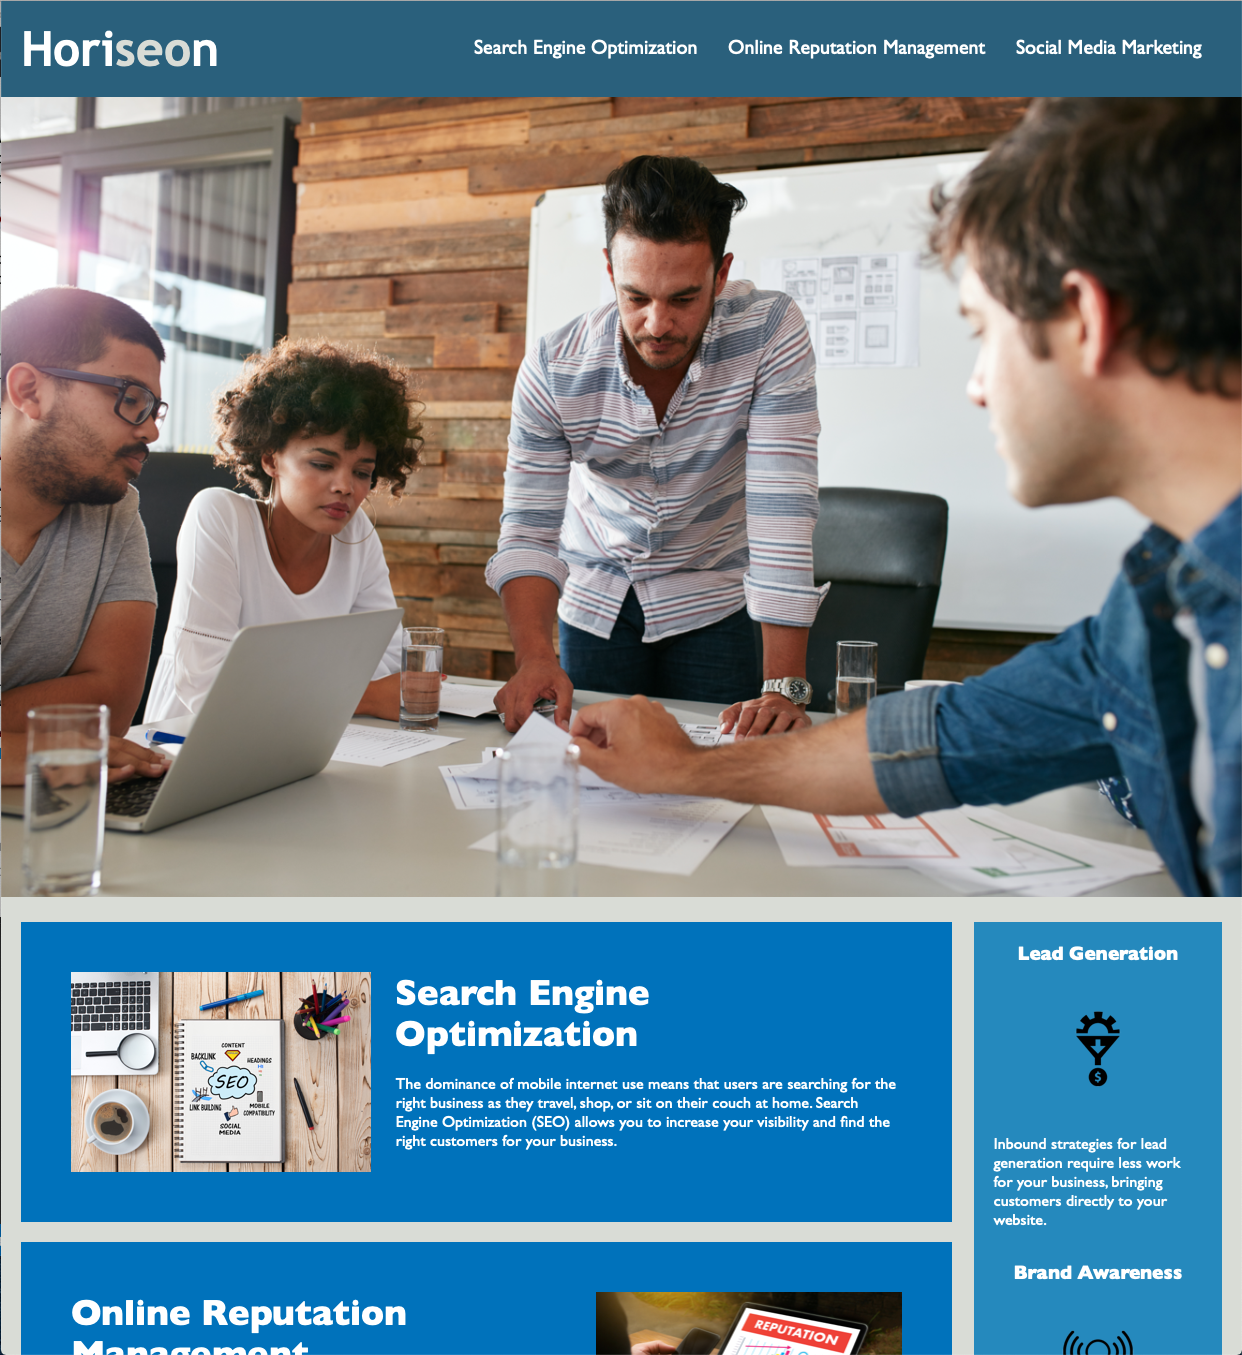 Horiseon
Search Engine Optimization
Online Reputation Management
Social Media Marketing
Search Engine
Optimization
The dominance of mobile internet use means that users are searching for the
right business as they travel, shop, or sit on their couch at home. Search
Engine Optimization (SEO) allows you to increase your visibility and find the
right customers for your business.
CONTENT
BACKLINK
HEADINGS
SEO
LINK BUILDING
MOBILE
COMPATIBILITY
SOCIAL
MEDIA
Lead Generation
$
Inbound strategies for lead
generation require less work
for your business, bringing
customers directly to your
website.
Brand Awareness
Online Reputation
Management
REPUTATION